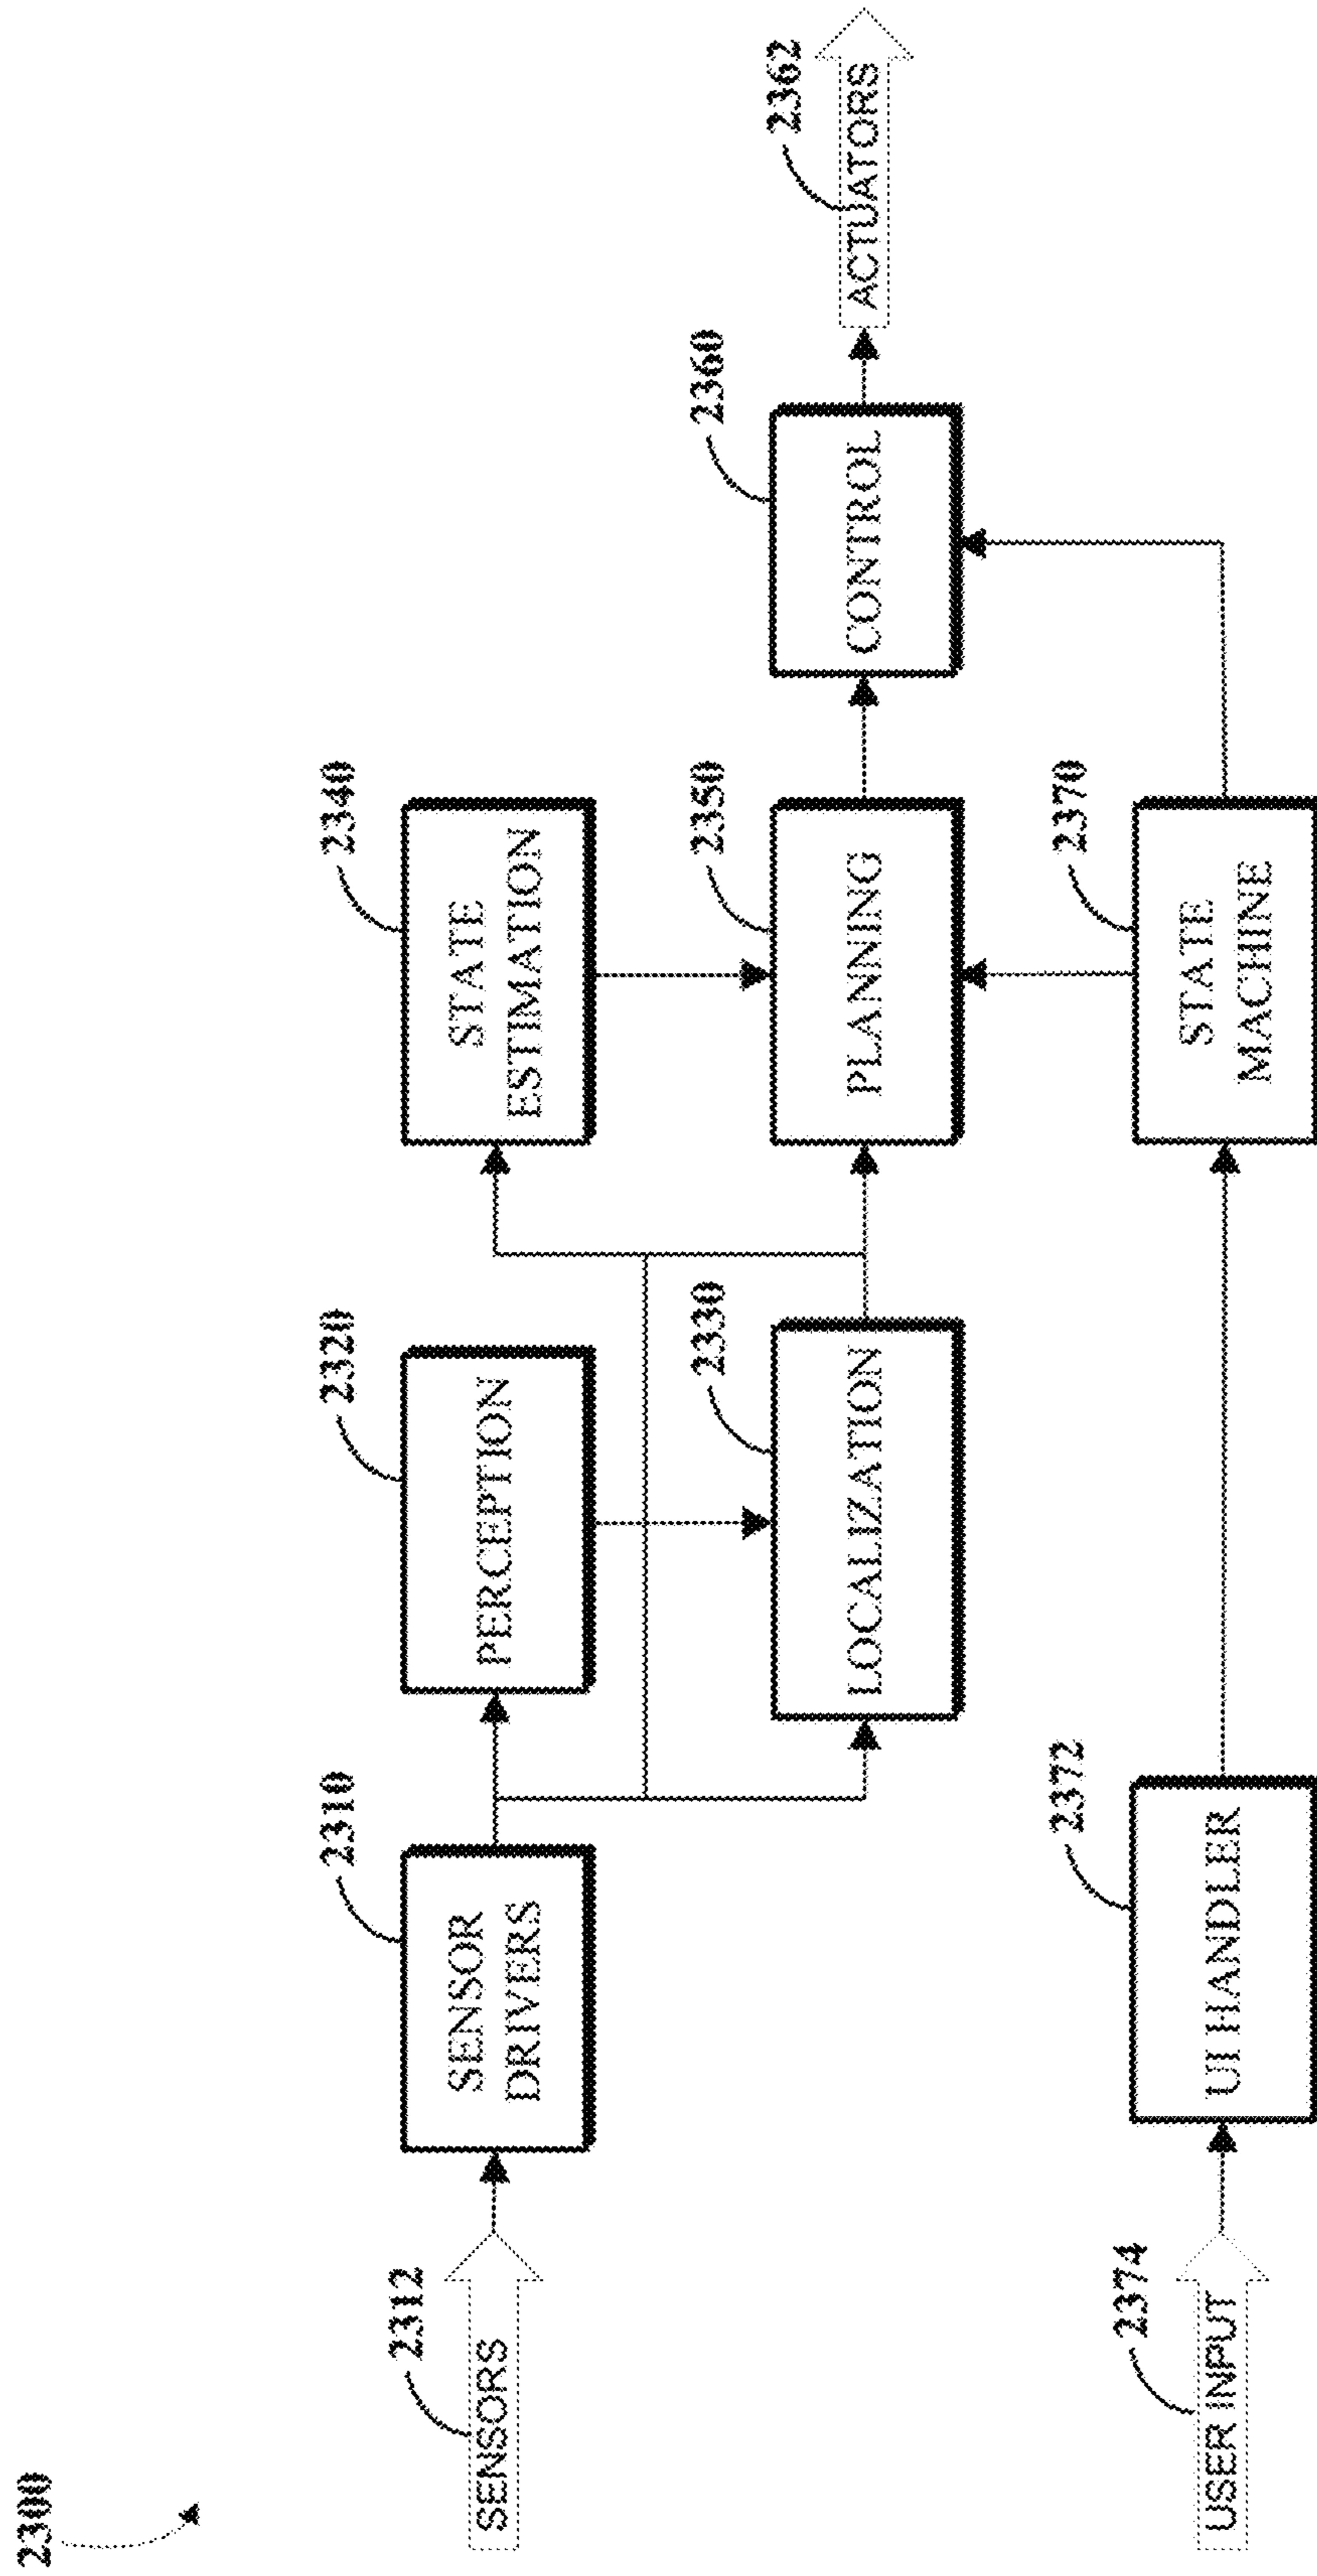 2300
2312
SENSORS
2310
SENSOR
DRIVERS
2320
PERCEPTION
2330
LOCALIZATION
2340
STATE
ESTIMATION
2350
PLANNING
2360
CONTROL
2362
ACTUATORS
2374
USER INPUT
2372
UI HANDLER
2370
STATE
MACHINE